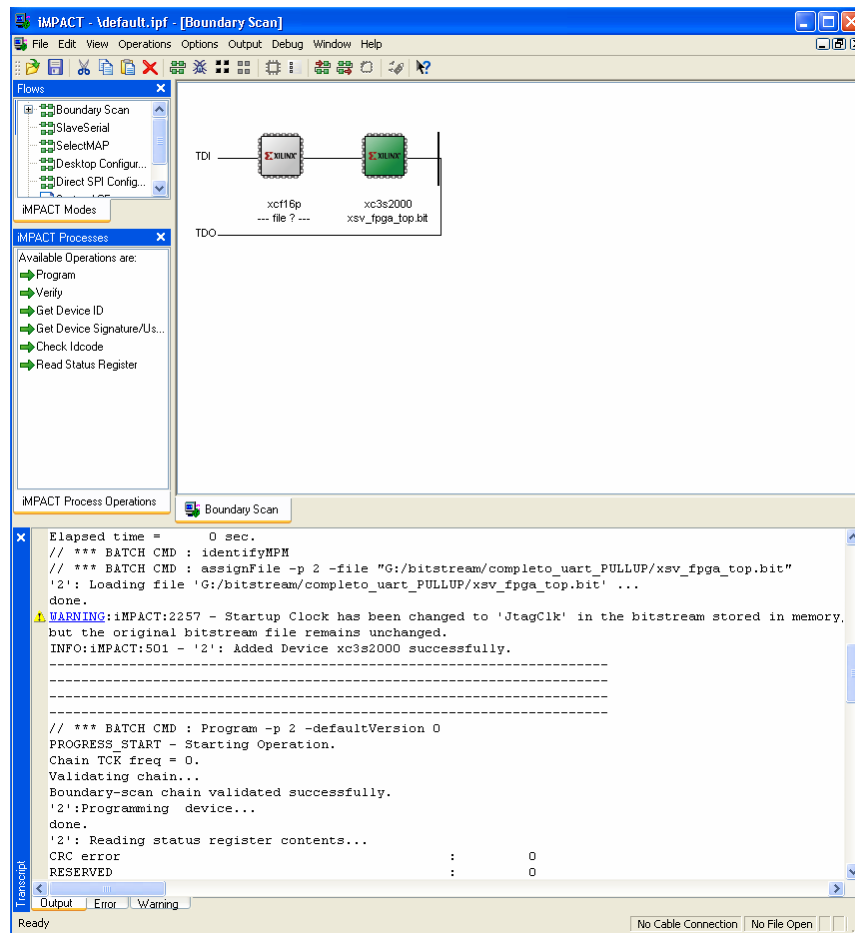 iMPACT - \default.ipf - [Boundary Scan]
File Edit View Operations Options Output Debug Window Help
Flows
Boundary Scan
SlaveSerial
SelectMAP
Desktop Configur...
Direct SPI Config...
iMPACT Modes
iMPACT Processes
Available Operations are:
Program
Verify
Get Device ID
Get Device Signature/Us...
Check Idcode
Read Status Register
iMPACT Process Operations
TDI
XILINX XILINX
xcf16p xc3s2000
--- file ? --- xsv_fpga_top.bit
TDO
Boundary Scan
Elapsed time = 0 sec.
// *** BATCH CMD : identifyMPM
// *** BATCH CMD : assignFile -p 2 -file "G:/bitstream/completo_uart_PULLUP/xsv_fpga_top.bit"
'2': Loading file 'G:/bitstream/completo_uart_PULLUP/xsv_fpga_top.bit' ...
done.
WARNING:iMPACT:2257 - Startup Clock has been changed to 'JtagClk' in the bitstream stored in memory,
but the original bitstream file remains unchanged.
INFO:iMPACT:501 - '2': Added Device xc3s2000 successfully.
----------------------------------------------------------------------
----------------------------------------------------------------------
----------------------------------------------------------------------
----------------------------------------------------------------------
// *** BATCH CMD : Program -p 2 -defaultVersion 0
PROGRESS_START - Starting Operation.
Chain TCK freq = 0.
Validating chain...
Boundary-scan chain validated successfully.
'2':Programming device...
done.
'2': Reading status register contents...
CRC error : 0
RESERVED : 0
Transcript
Output Error Warning
Ready
No Cable Connection No File Open